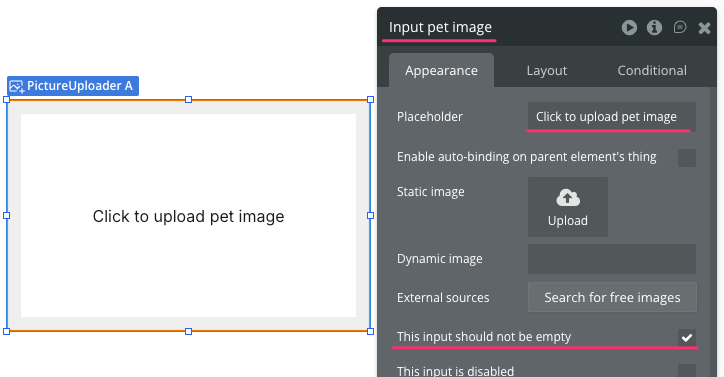 Input pet image
PictureUploader A
Click to upload pet image
Appearance
Layout
Conditional
Placeholder
Click to upload pet image
Enable auto-binding on parent element's thing
Static image
Upload
Dynamic image
External sources
Search for free images
This input should not be empty
This input is disabled